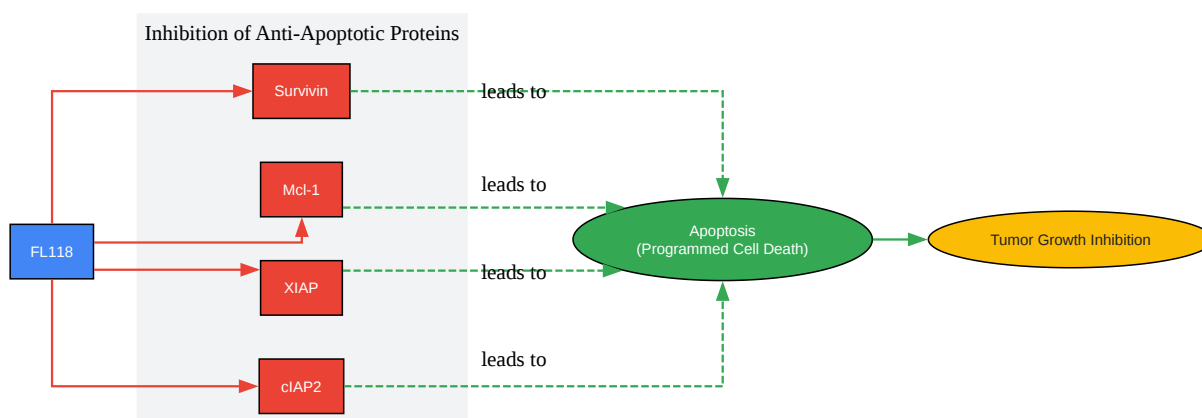 Inhibition of Anti-Apoptotic Proteins
Survivin
leads to
Mcl-1
leads to
FL118
Apoptosis
(Programmed Cell Death)
Tumor Growth Inhibition
XIAP
leads to
cIAP2
leads to